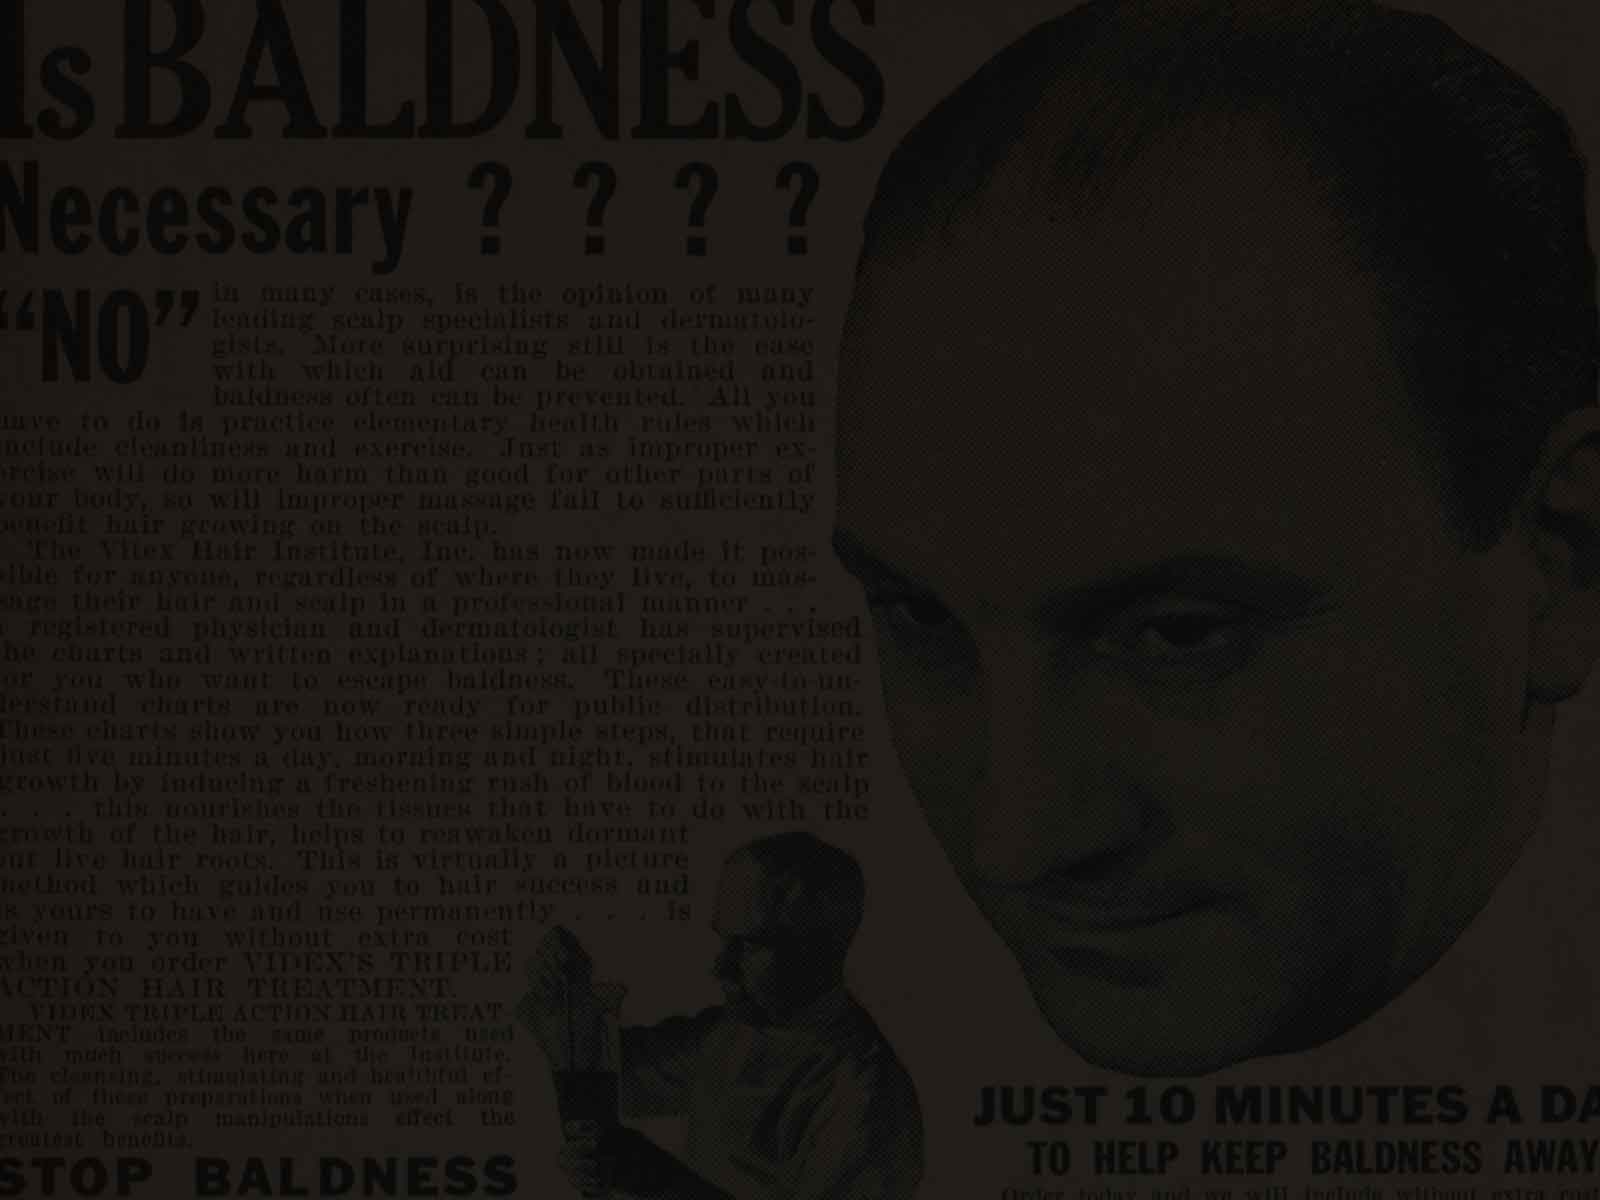 Is BALDNESS
Necessary ? ? ? ?
“NO” in many cases, is the opinion of many
leading scalp specialists and dermatolo-
gists. More surprising still is the ease
with which aid can be obtained and
baldness often can be prevented. All you
have to do is practice elementary health rules which
include cleanliness and exercise. Just as improper ex-
ercise will do more harm than good for other parts of
your body, so will improper massage fail to sufficiently
benefit hair growing on the scalp.
The Vitex Hair Institute, Inc. has now made it pos-
sible for anyone, regardless of where they live, to mas-
sage their hair and scalp in a professional manner . . .
a registered physician and dermatologist has supervised
the charts and written explanations; all specially created
for you who want to escape baldness. These easy-to-un-
derstand charts are now ready for public distribution.
These charts show you how three simple steps, that require
just five minutes a day, morning and night, stimulates hair
growth by inducing a freshening rush of blood to the scalp
. . . this nourishes the tissues that have to do with the
growth of the hair, helps to reawaken dormant
but live hair roots. This is virtually a picture
method which guides you to hair success and
is yours to have and use permanently . . . is
given to you without extra cost
when you order VIDEX'S TRIPLE
ACTION HAIR TREATMENT.
VIDEX TRIPLE ACTION HAIR TREAT-
MENT includes the same products used
with much success here at the Institute.
The cleansing, stimulating and healthful ef-
fect of these preparations when used along
with the scalp manipulations effect the
greatest benefits.
STOP BALDNESS
JUST 10 MINUTES A DA
TO HELP KEEP BALDNESS AWAY
Order today and we will include without extra cost